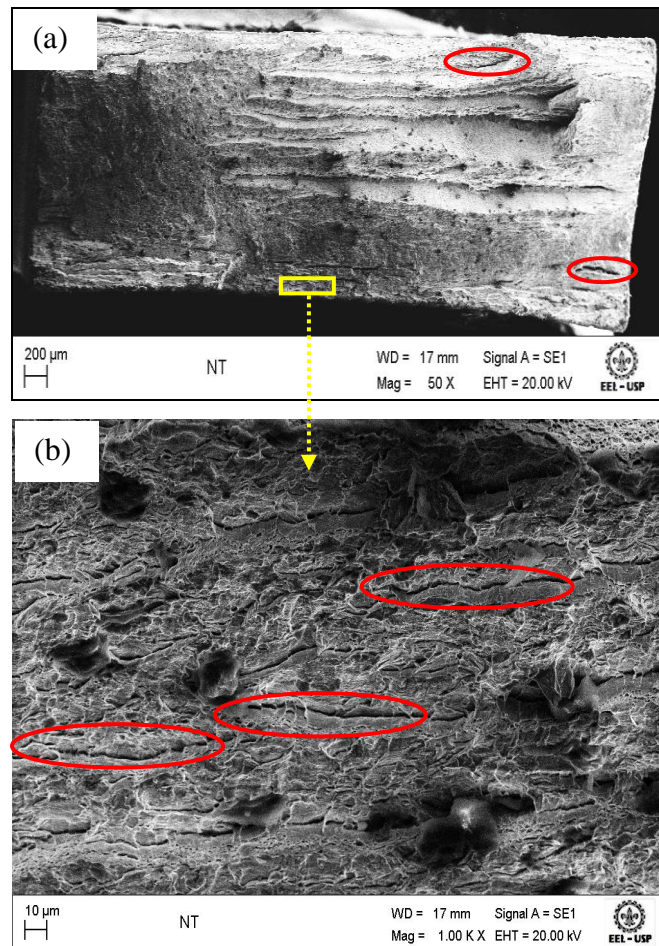 (a)
200 µm
NT
WD = 17 mm Signal A = SE1
Mag = 50 X EHT = 20.00 kV
EEL - USP
(b)
10 µm
NT
WD = 17 mm Signal A = SE1
Mag = 1.00 K X EHT = 20.00 kV
EEL - USP